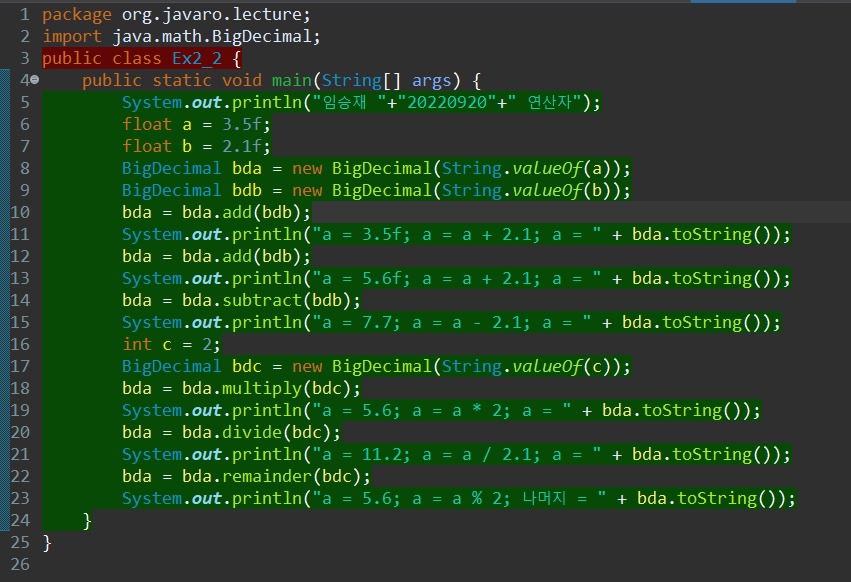 1 package org.javaro.lecture;
2 import java.math.BigDecimal;
3 public class Ex2_2 {
4 public static void main(String[] args) {
5 System.out.println("임승재 "+"20220920"+" 연산자");
6 float a = 3.5f;
7 float b = 2.1f;
8 BigDecimal bda = new BigDecimal(String.valueOf(a));
9 BigDecimal bdb = new BigDecimal(String.valueOf(b));
10 bda = bda.add(bdb);
11 System.out.println("a = 3.5f; a = a + 2.1; a = " + bda.toString());
12 bda = bda.add(bdb);
13 System.out.println("a = 5.6f; a = a + 2.1; a = " + bda.toString());
14 bda = bda.subtract(bdb);
15 System.out.println("a = 7.7; a = a - 2.1; a = " + bda.toString());
16 int c = 2;
17 BigDecimal bdc = new BigDecimal(String.valueOf(c));
18 bda = bda.multiply(bdc);
19 System.out.println("a = 5.6; a = a * 2; a = " + bda.toString());
20 bda = bda.divide(bdc);
21 System.out.println("a = 11.2; a = a / 2.1; a = " + bda.toString());
22 bda = bda.remainder(bdc);
23 System.out.println("a = 5.6; a = a % 2; 나머지 = " + bda.toString());
24 }
25 }
26